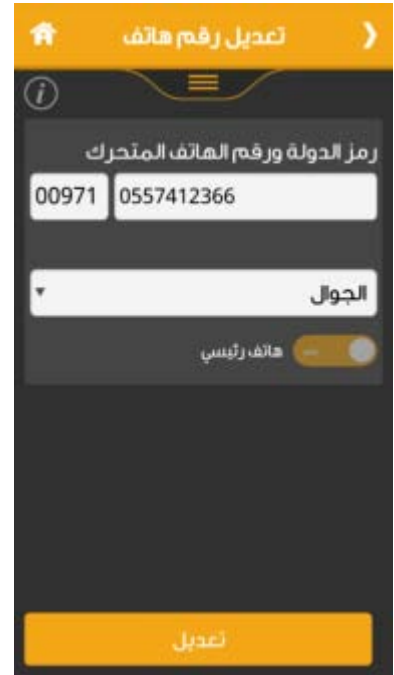 تعديل رقم هاتف
رمز الدولة ورقم الهاتف المتحرك
00971 0557412366
الجوال
هاتف رئيسي
تعديل